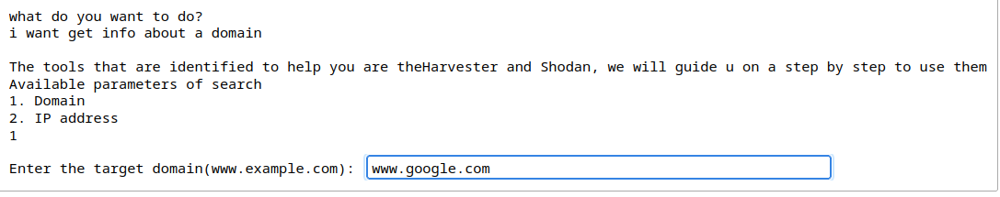 what do you want to do?
i want get info about a domain
The tools that are identified to help you are theHarvester and Shodan, we will guide u on a step by step to use them
Available parameters of search
1. Domain
2. IP address
1
Enter the target domain(www.example.com): www.google.com